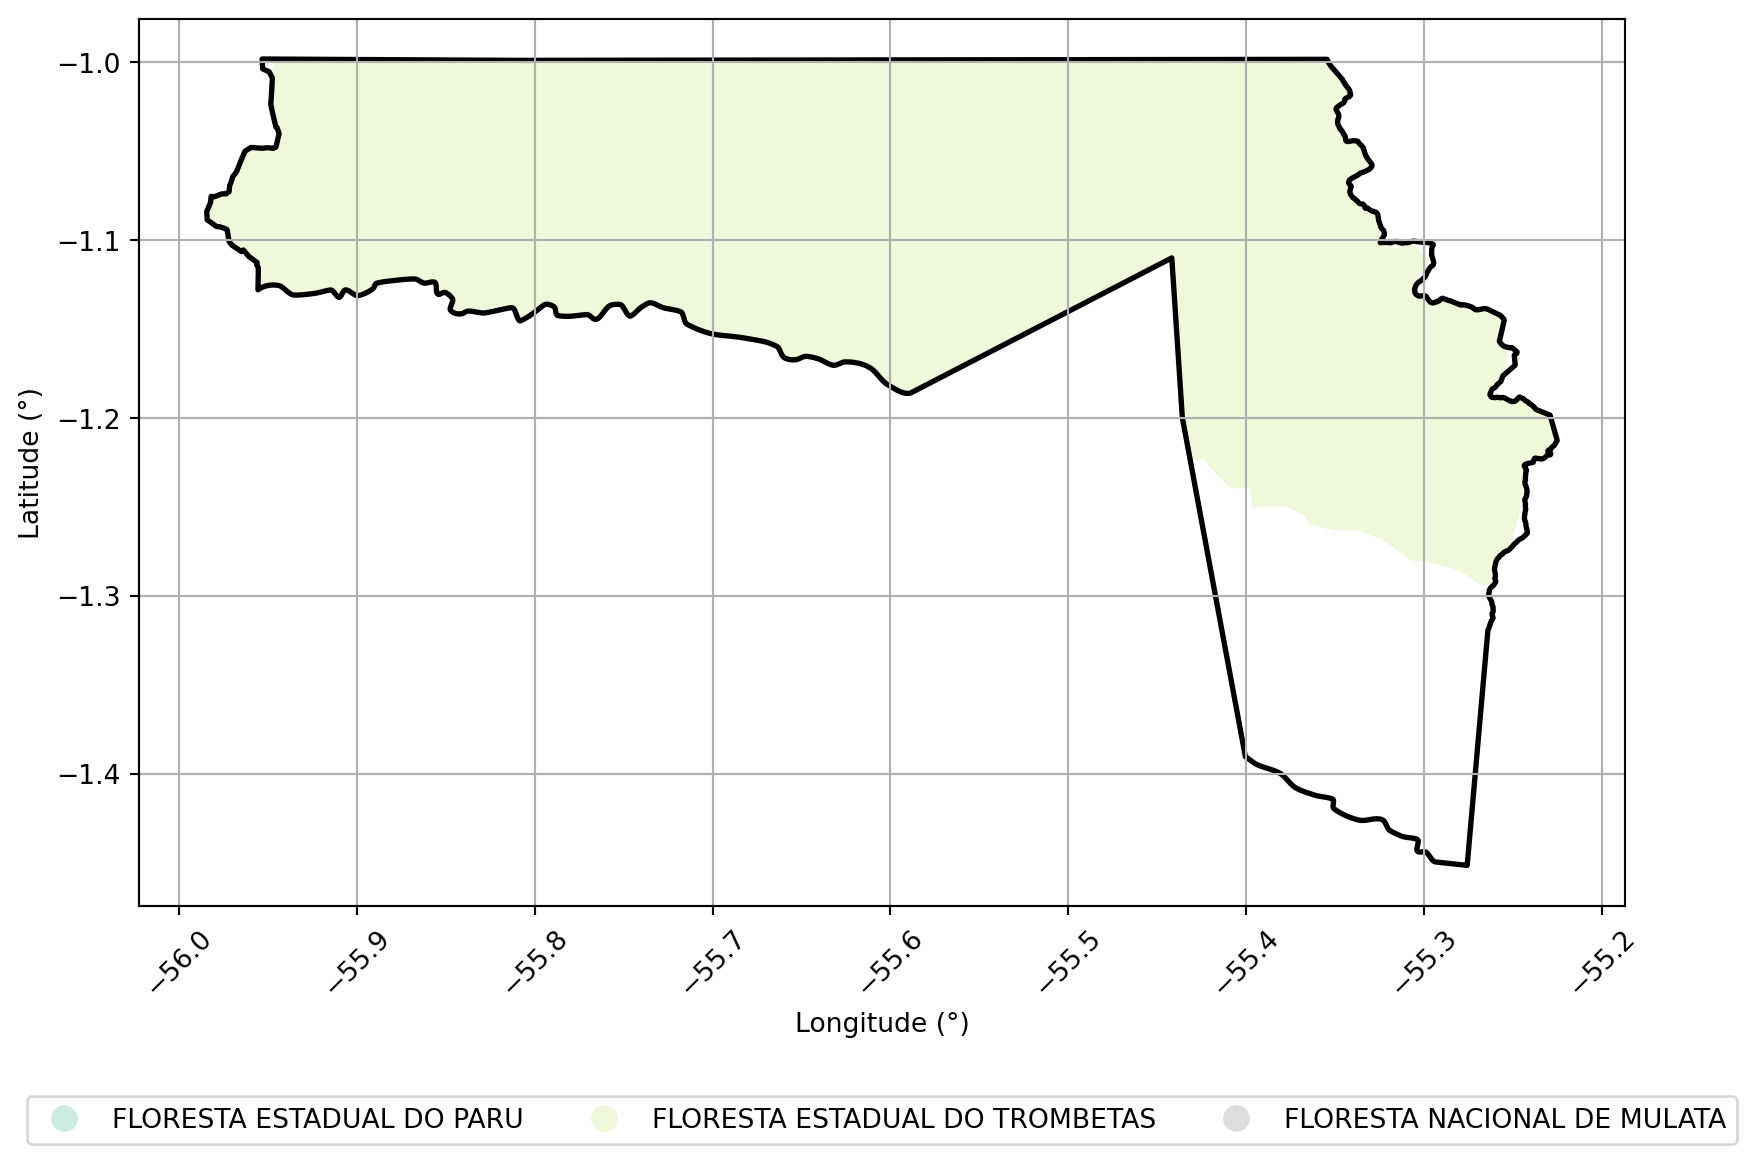 −1.0
−1.1
−1.2
−1.3
−1.4
Latitude (°)
−56.0 −55.9 −55.8 −55.7 −55.6 −55.5 −55.4 −55.3 −55.2
Longitude (°)
FLORESTA ESTADUAL DO PARU FLORESTA ESTADUAL DO TROMBETAS FLORESTA NACIONAL DE MULATA